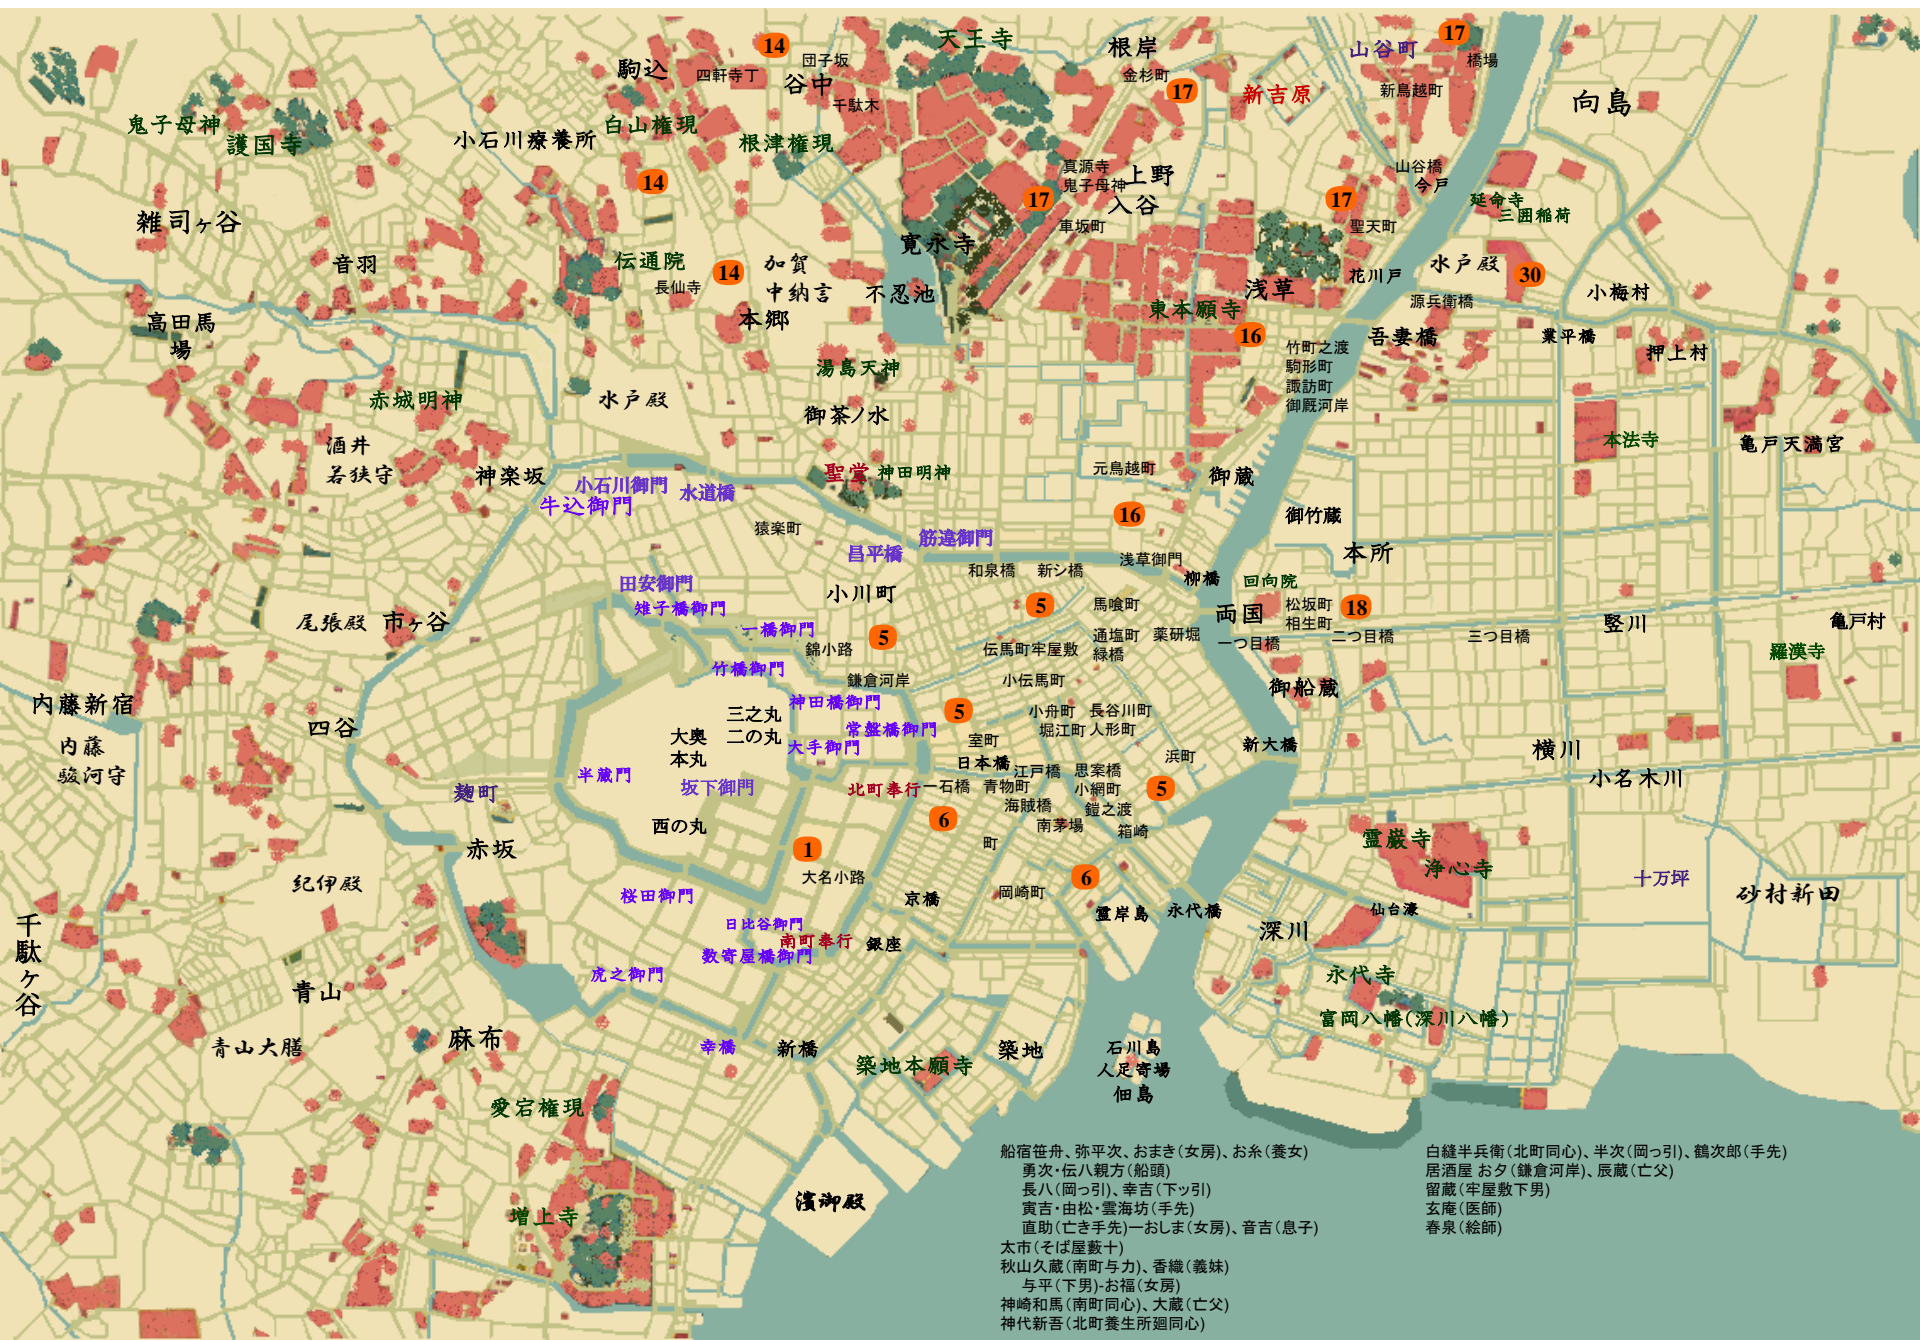 天王寺
14
団子坂
駒込
四軒寺丁
谷中
千駄木
根岸
金杉町
17
山谷町
17
橋場
新吉原
新鳥越町
向島
鬼子母神
護国寺
小石川療養所
白山権現
根津権現
14
真源寺
鬼子母神
上野
入谷
17
車坂町
山谷橋
今戸
17
聖天町
延命寺
三囲稲荷
雑司ヶ谷
音羽
伝通院
長仙寺
14
加賀
中納言
本郷
寛永寺
不忍池
浅草
花川戸
水戸殿
30
源兵衛橋
小梅村
高田馬
場
東本願寺
16
吾妻橋
業平橋
押上村
竹町之渡
駒形町
諏訪町
御厩河岸
湯島天神
赤城明神
水戸殿
御茶ノ水
本法寺
亀戸天満宮
酒井
若狭守
神楽坂
小石川御門
牛込御門
水道橋
聖堂
神田明神
元鳥越町
御蔵
16
御竹蔵
猿楽町
昌平橋
筋違御門
和泉橋
新シ橋
浅草御門
柳橋
本所
回向院
田安御門
雉子橋御門
小川町
一橋御門
5
錦小路
5
馬喰町
両国
松坂町
相生町
18
一つ目橋
二つ目橋
三つ目橋
竪川
亀戸村
羅漢寺
尾張殿
市ヶ谷
伝馬町牢屋敷
通塩町
緑橋
薬研堀
竹橋御門
鎌倉河岸
小伝馬町
御船蔵
内藤新宿
内藤
駿河守
四谷
神田橋御門
三之丸
二の丸
大奥
本丸
常盤橋御門
大手御門
5
小舟町
堀江町
長谷川町
人形町
室町
日本橋
新大橋
浜町
横川
小名木川
半蔵門
坂下御門
麹町
北町奉行
一石橋
青物町
江戸橋
思案橋
小網町
5
海賊橋
鎧之渡
南茅場
町
箱崎
6
西の丸
赤坂
1
大名小路
霊巌寺
浄心寺
十万坪
砂村新田
紀伊殿
桜田御門
京橋
岡崎町
6
霊岸島
永代橋
仙台濠
深川
日比谷御門
南町奉行
銀座
数寄屋橋御門
千駄ヶ谷
虎之御門
永代寺
青山
富岡八幡(深川八幡)
青山大膳
麻布
幸橋
新橋
築地本願寺
築地
石川島
人足寄場
佃島
愛宕権現
濱御殿
増上寺
船宿笹舟、弥平次、おまき(女房)、お糸(養女)
勇次・伝八親方(船頭)
長八(岡っ引)、幸吉(下ッ引)
寅吉・由松・雲海坊(手先)
直助(亡き手先)―おしま(女房)、音吉(息子)
太市(そば屋藪十)
秋山久蔵(南町与力)、香織(義妹)
与平(下男)-お福(女房)
神崎和馬(南町同心)、大蔵(亡父)
神代新吾(北町養生所廻同心)
白縫半兵衛(北町同心)、半次(岡っ引)、鶴次郎(手先)
居酒屋 お夕(鎌倉河岸)、辰蔵(亡父)
留蔵(牢屋敷下男)
玄庵(医師)
春泉(絵師)